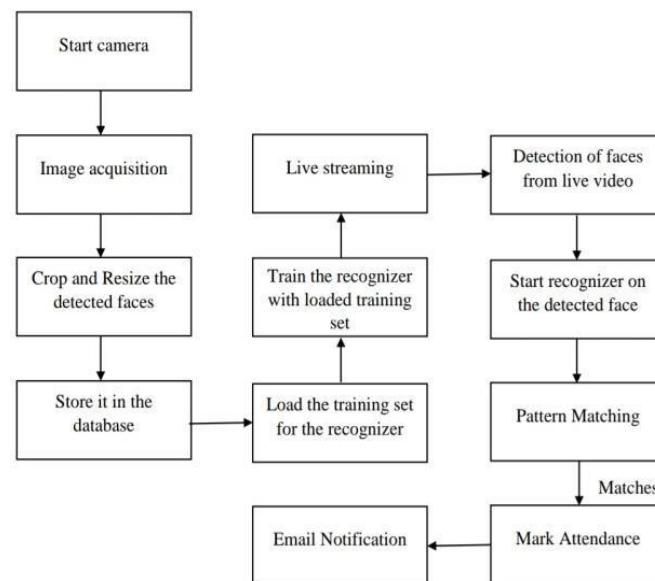 Start camera
Image acquisition
Crop and Resize the
detected faces
Store it in the
database
Load the training set
for the recognizer
Train the recognizer
with loaded training
set
Live streaming
Detection of faces
from live video
Start recognizer on
the detected face
Pattern Matching
Matches
Mark Attendance
Email Notification